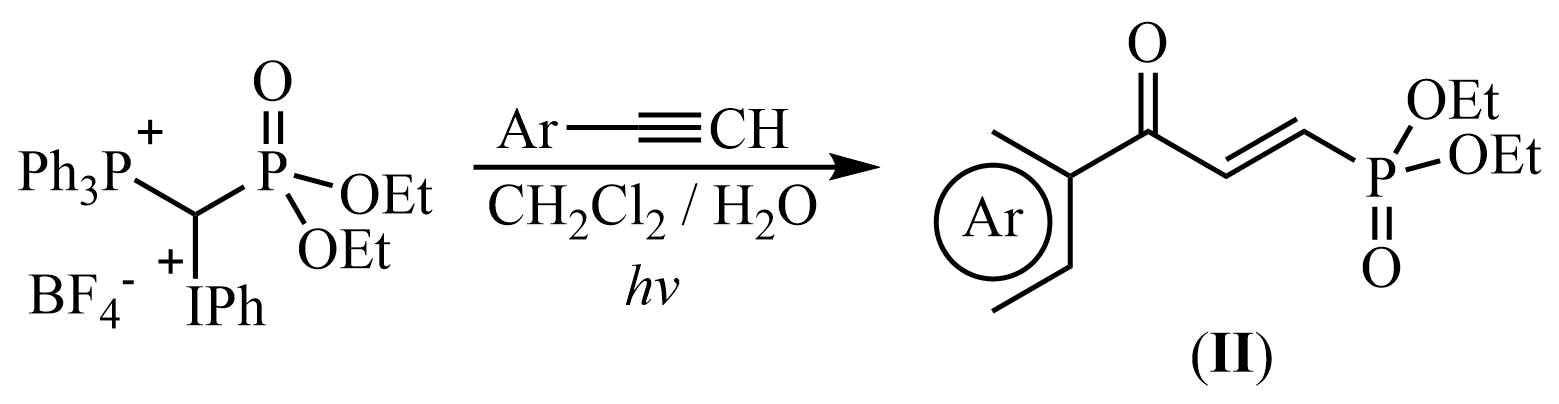 O
O
Ar≡CH
OEt
Ph₃P⁺
P
OEt
OEt
CH₂Cl₂ / H₂O
Ar
P
OEt
BF₄⁻
⁺IPh
hν
O
(II)